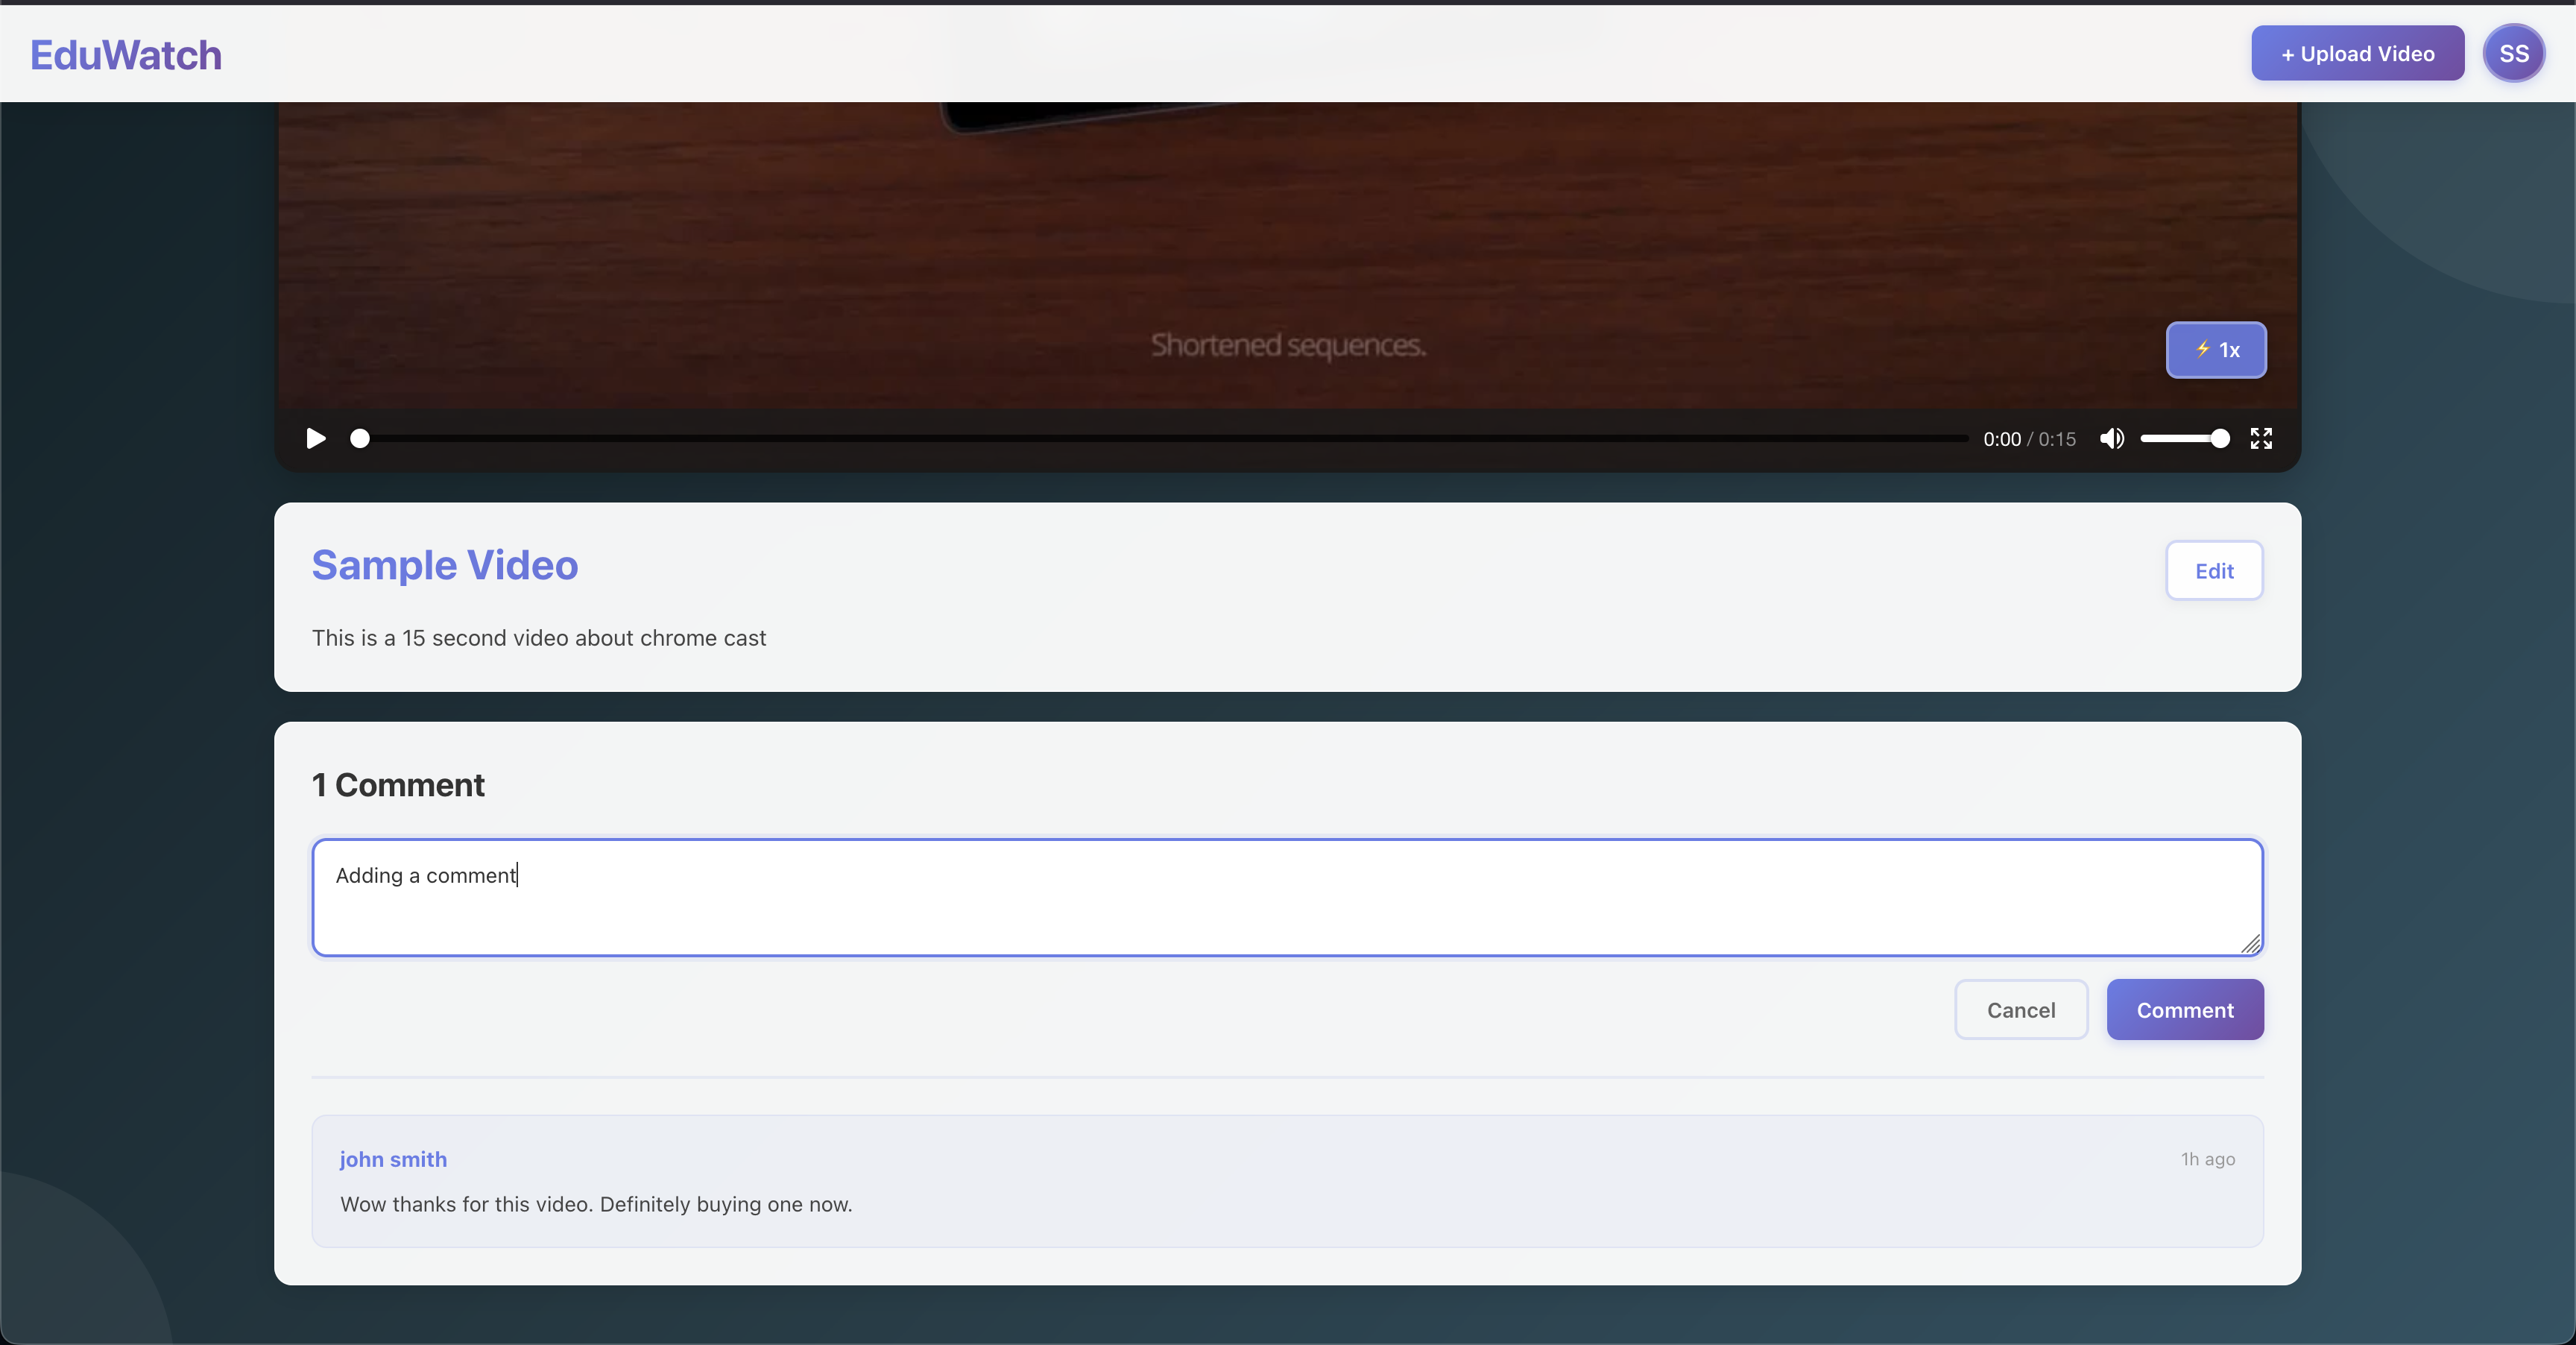 EduWatch
+ Upload Video
SS
Shortened sequences.
⚡ 1x
0:00 / 0:15
Sample Video
Edit
This is a 15 second video about chrome cast
1 Comment
Adding a comment
Cancel
Comment
john smith
1h ago
Wow thanks for this video. Definitely buying one now.